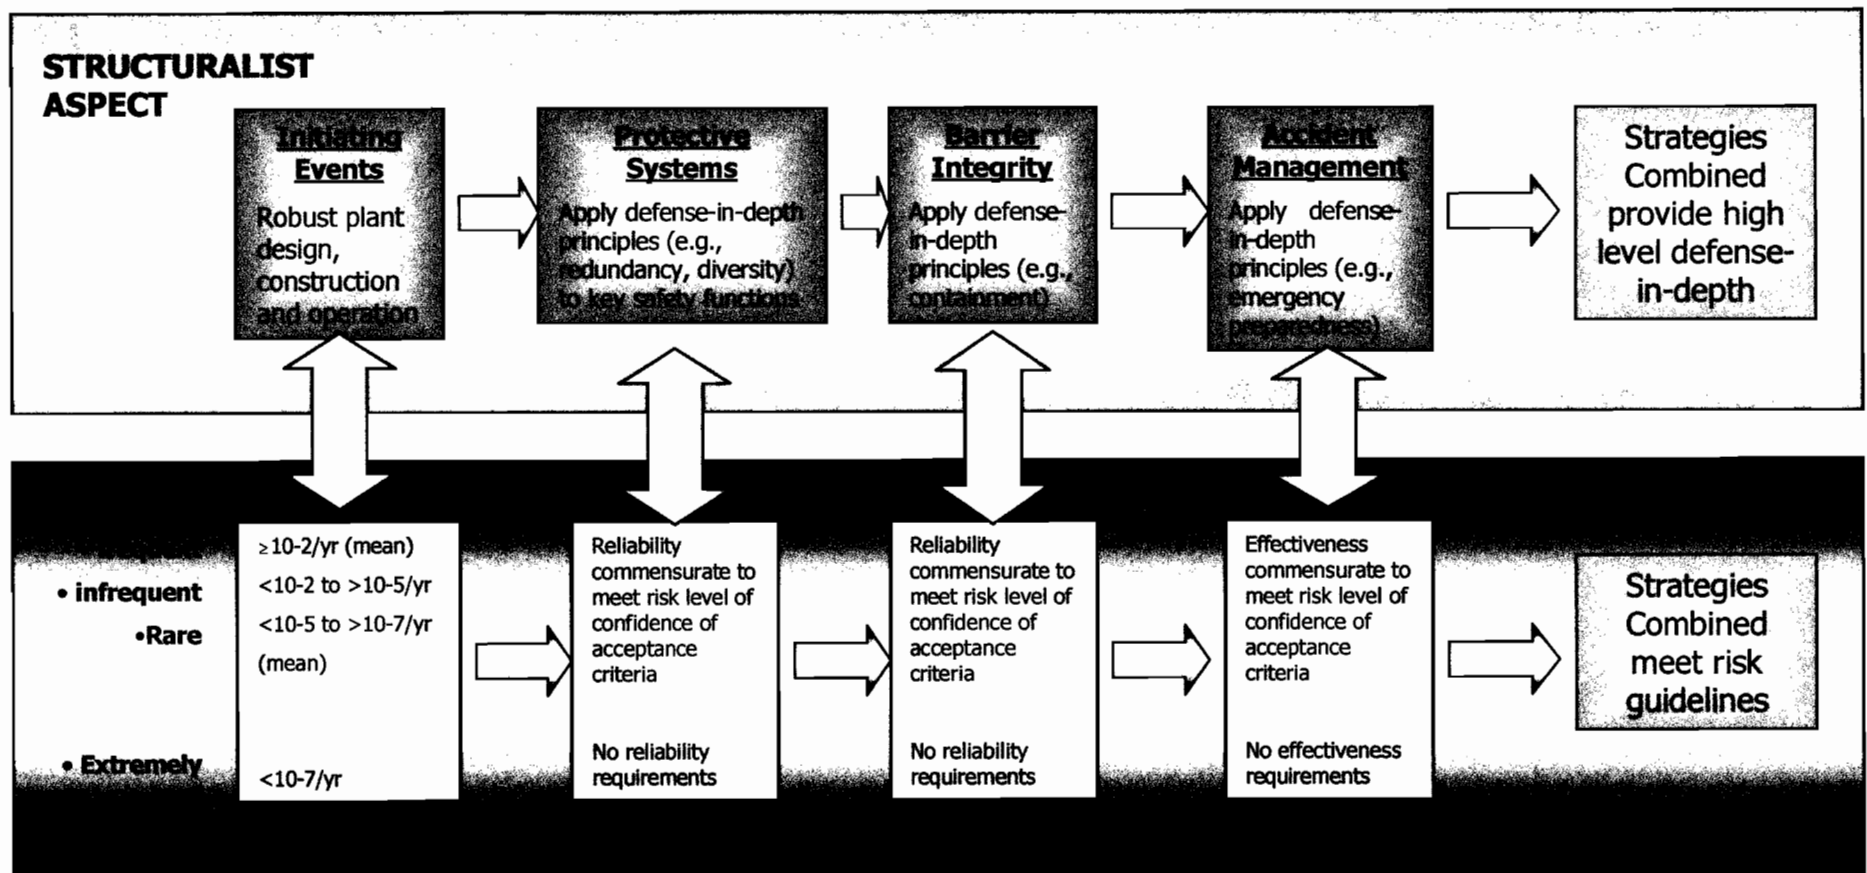 STRUCTURALIST
ASPECT
Initiating
Events
Robust plant
design,
construction
and operation
Protective
Systems
Apply defense-in-depth
principles (e.g.,
redundancy, diversity)
to key safety functions
Barrier
Integrity
Apply defense-
in-depth
principles (e.g.,
containment)
Accident
Management
Apply defense-
in-depth
principles (e.g.,
emergency
preparedness)
Strategies
Combined
provide high
level defense-
in-depth
• infrequent
•Rare
• Extremely
≥10-2/yr (mean)
<10-2 to >10-5/yr
<10-5 to >10-7/yr
(mean)
<10-7/yr
Reliability
commensurate to
meet risk level of
confidence of
acceptance
criteria
No reliability
requirements
Reliability
commensurate to
meet risk level of
confidence of
acceptance
criteria
No reliability
requirements
Effectiveness
commensurate to
meet risk level of
confidence of
acceptance
criteria
No effectiveness
requirements
Strategies
Combined
meet risk
guidelines